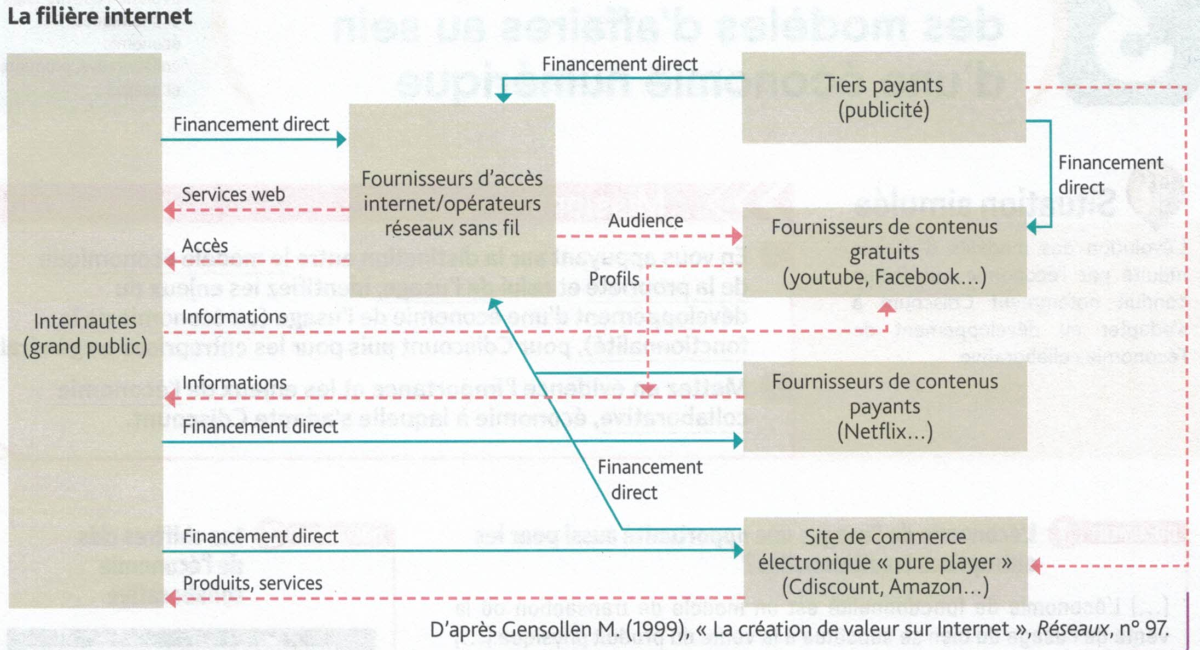 La filière internet
Financement direct
Tiers payants
(publicité)
Financement direct
Financement
direct
Fournisseurs d'accès
internet/opérateurs
réseaux sans fil
Services web
Audience
Fournisseurs de contenus
gratuits
(youtube, facebook...)
Accès
Profils
Internautes
(grand public)
Informations
Informations
Fournisseurs de contenus
payants
(Netflix...)
Financement direct
Financement
direct
Financement direct
Site de commerce
électronique « pure player »
(Cdiscount, Amazon...)
Produits, services
D'après Gensollen M. (1999), « La création de valeur sur Internet », Réseaux, n° 97.